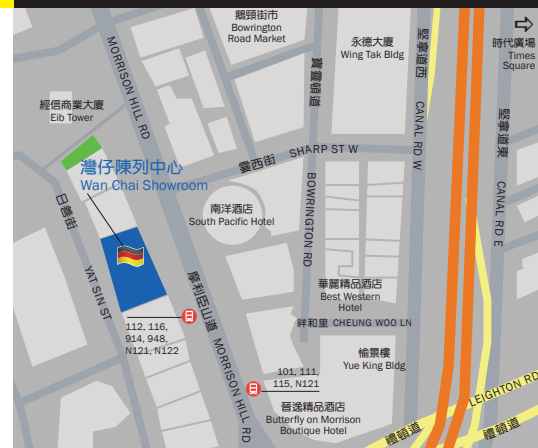 鵝頸街市
Bowrington
Road Market
永德大廈
Wing Tak Bldg
時代廣場
Times
Square
MORRISON HILL RD
寶靈頓道
堅拿道西
CANAL RD W
堅拿道東
CANAL RD E
經信商業大廈
Eib Tower
灣仔陳列中心
Wan Chai Showroom
霎西街 SHARP ST W
日善街
YAT SIN ST
南洋酒店
South Pacific Hotel
BOWRINGTON RD
華麗精品酒店
Best Western
Hotel
祥和里 CHEUNG WOO LN
摩利臣山道 MORRISON HILL RD
112, 116,
914, 948,
N121, N122
愉景樓
Yue King Bldg
101, 111,
115, N121
晉逸精品酒店
Butterfly on Morrison
Boutique Hotel
LEIGHTON RD
禮頓道
禮頓道